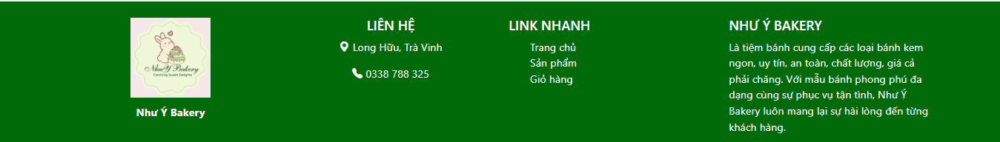 Như Ý Bakery
Catching Sweet Delights
Như Ý Bakery
LIÊN HỆ
Long Hữu, Trà Vinh
0338 788 325
LINK NHANH
Trang chủ
Sản phẩm
Giỏ hàng
NHƯ Ý BAKERY
Là tiệm bánh cung cấp các loại bánh kem
ngon, uy tín, an toàn, chất lượng, giá cả
phải chăng. Với mẫu bánh phong phú đa
dạng cùng sự phục vụ tận tình, Như Ý
Bakery luôn mang lại sự hài lòng đến từng
khách hàng.